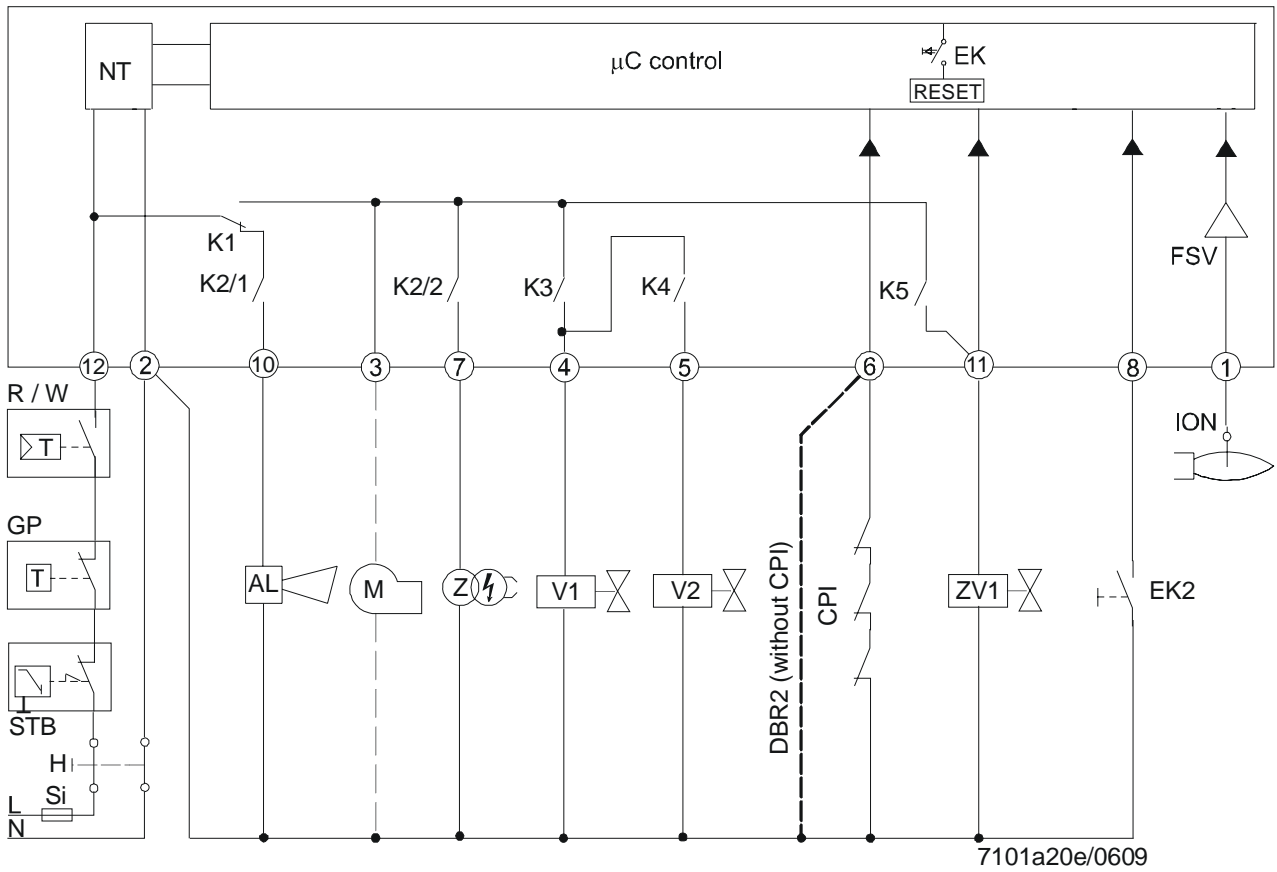 NT
μC control
EK
RESET
K1
K2/1
K2/2
K3
K4
K5
FSV
12
2
10
3
7
4
5
6
11
8
1
R / W
T
ION
GP
T
AL
M
Z
V1
V2
DBR2 (without CPI)
CPI
ZV1
EK2
STB
H
Si
L
N
7101a20e/0609